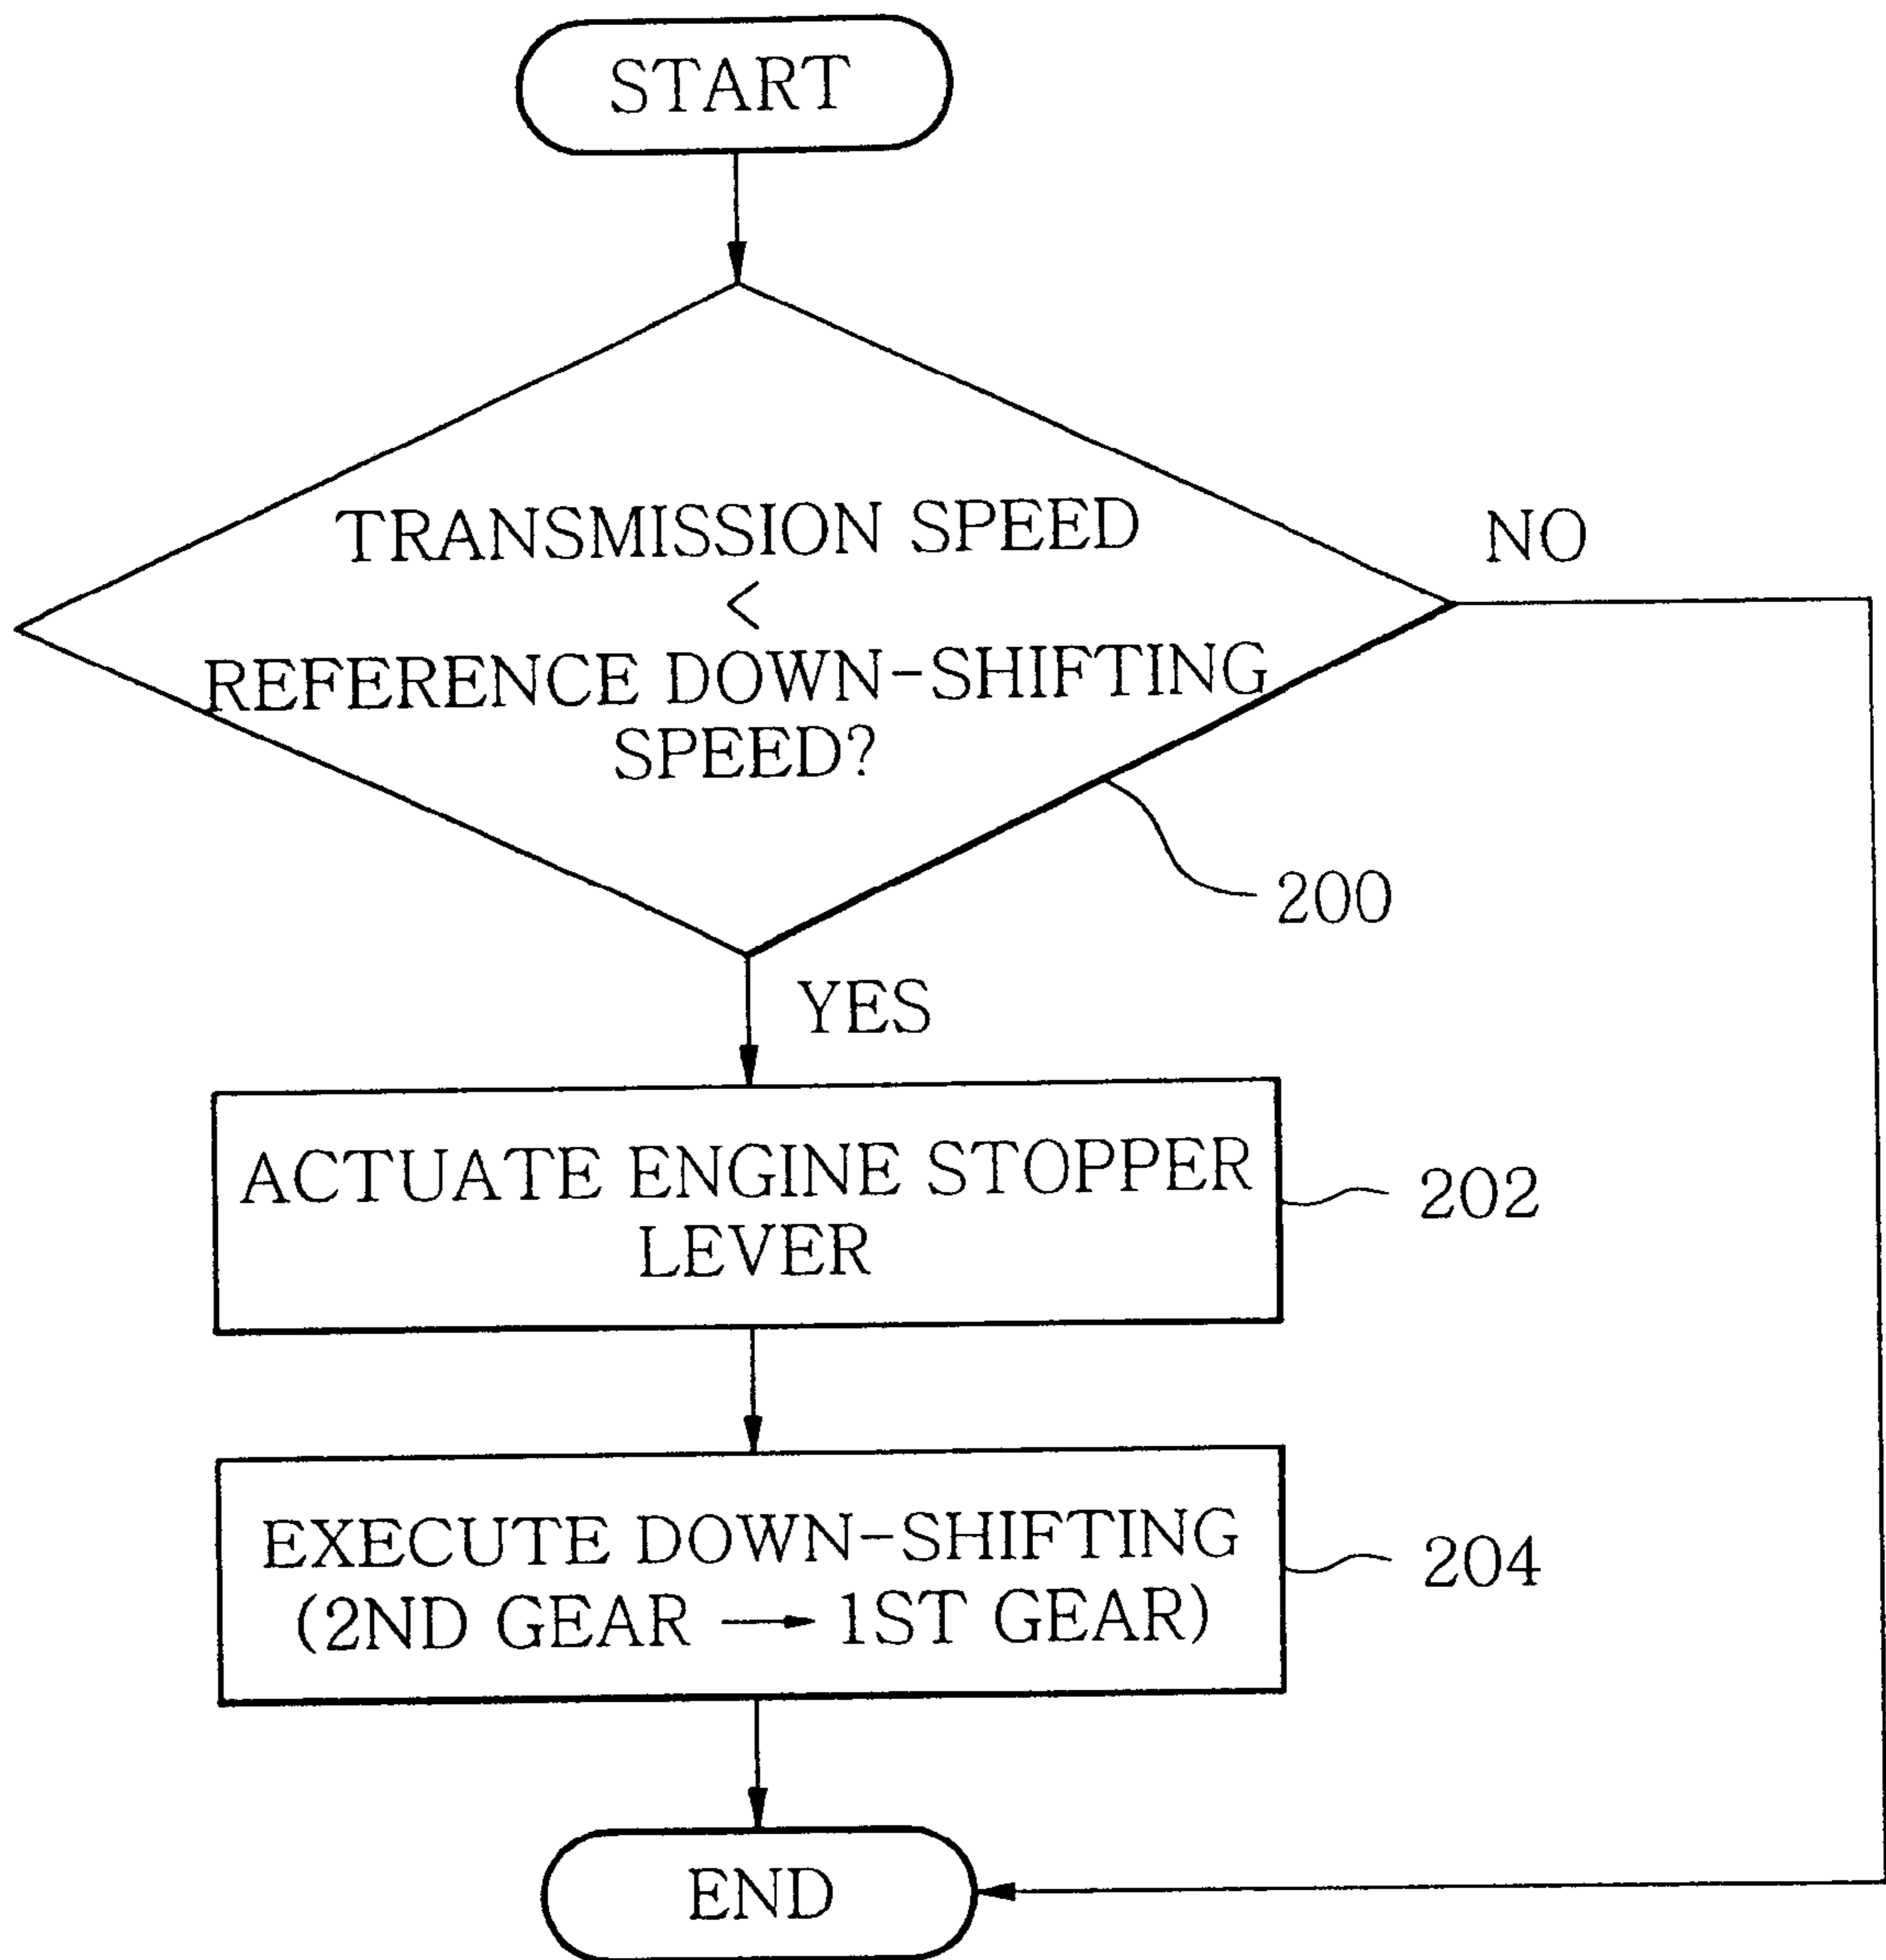 START
TRANSMISSION SPEED
<
REFERENCE DOWN-SHIFTING
SPEED?
NO
200
YES
ACTUATE ENGINE STOPPER
LEVER
202
EXECUTE DOWN-SHIFTING
(2ND GEAR → 1ST GEAR)
204
END